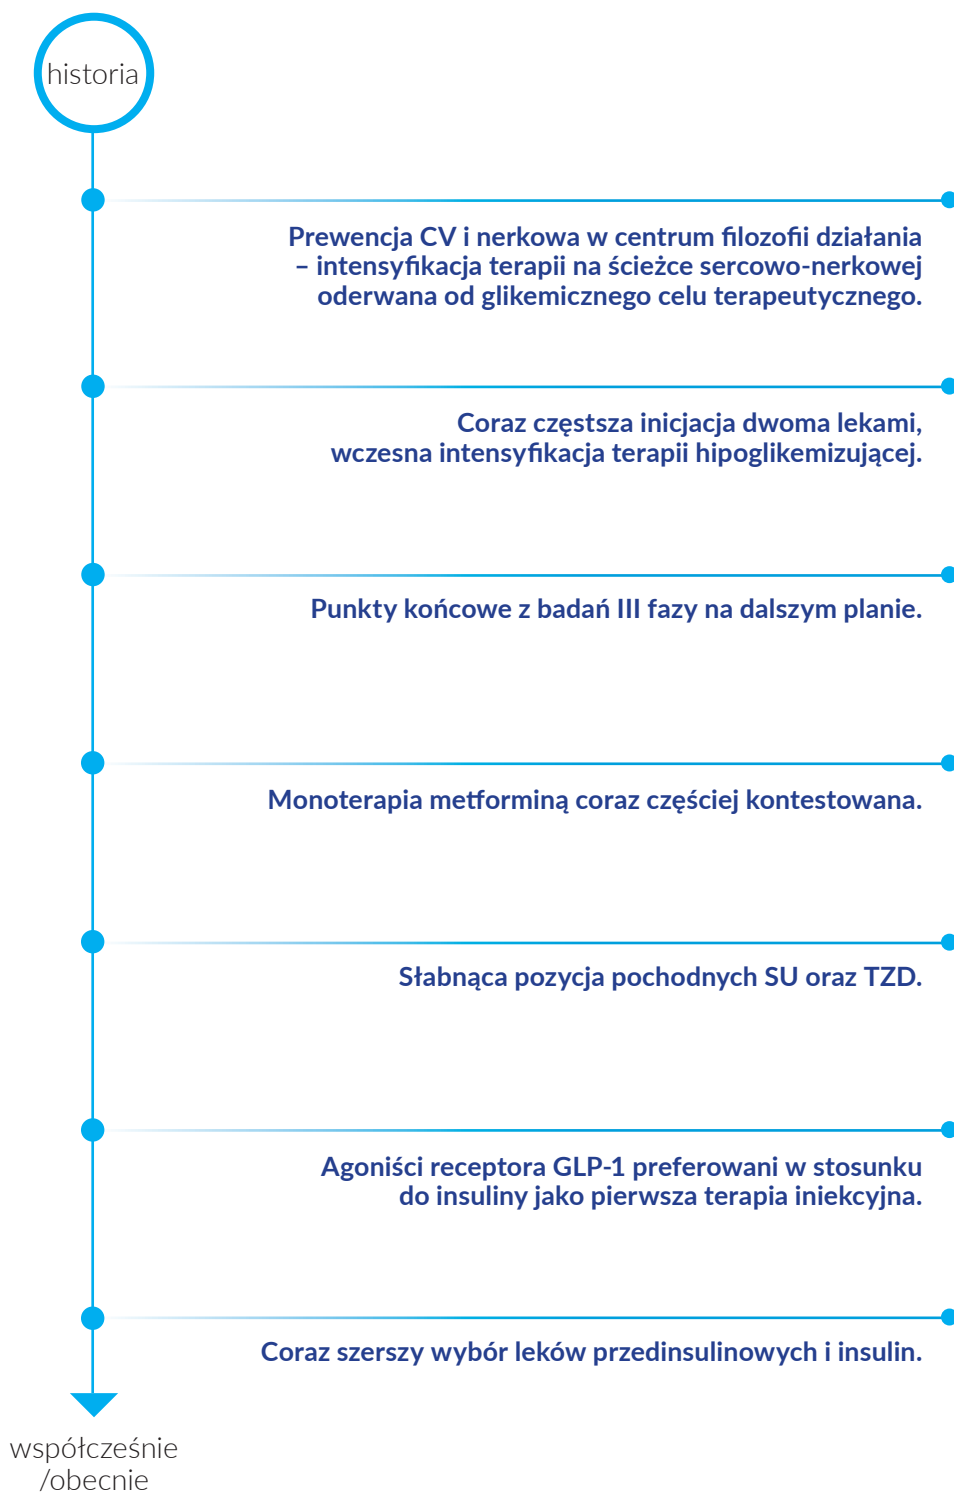 historia
Prewencja CV i nerkowa w centrum filozofii działania
– intensyfikacja terapii na ścieżce sercowo-nerkowej
oderwana od glikemicznego celu terapeutycznego.
Coraz częstsza inicjacja dwoma lekami,
wczesna intensyfikacja terapii hipoglikemizującej.
Punkty końcowe z badań III fazy na dalszym planie.
Monoterapia metforminą coraz częściej kontestowana.
Słabnąca pozycja pochodnych SU oraz TZD.
Agoniści receptora GLP-1 preferowani w stosunku
do insuliny jako pierwsza terapia iniekcyjna.
Coraz szerszy wybór leków przedinsulinowych i insulin.
współcześnie
/obecnie